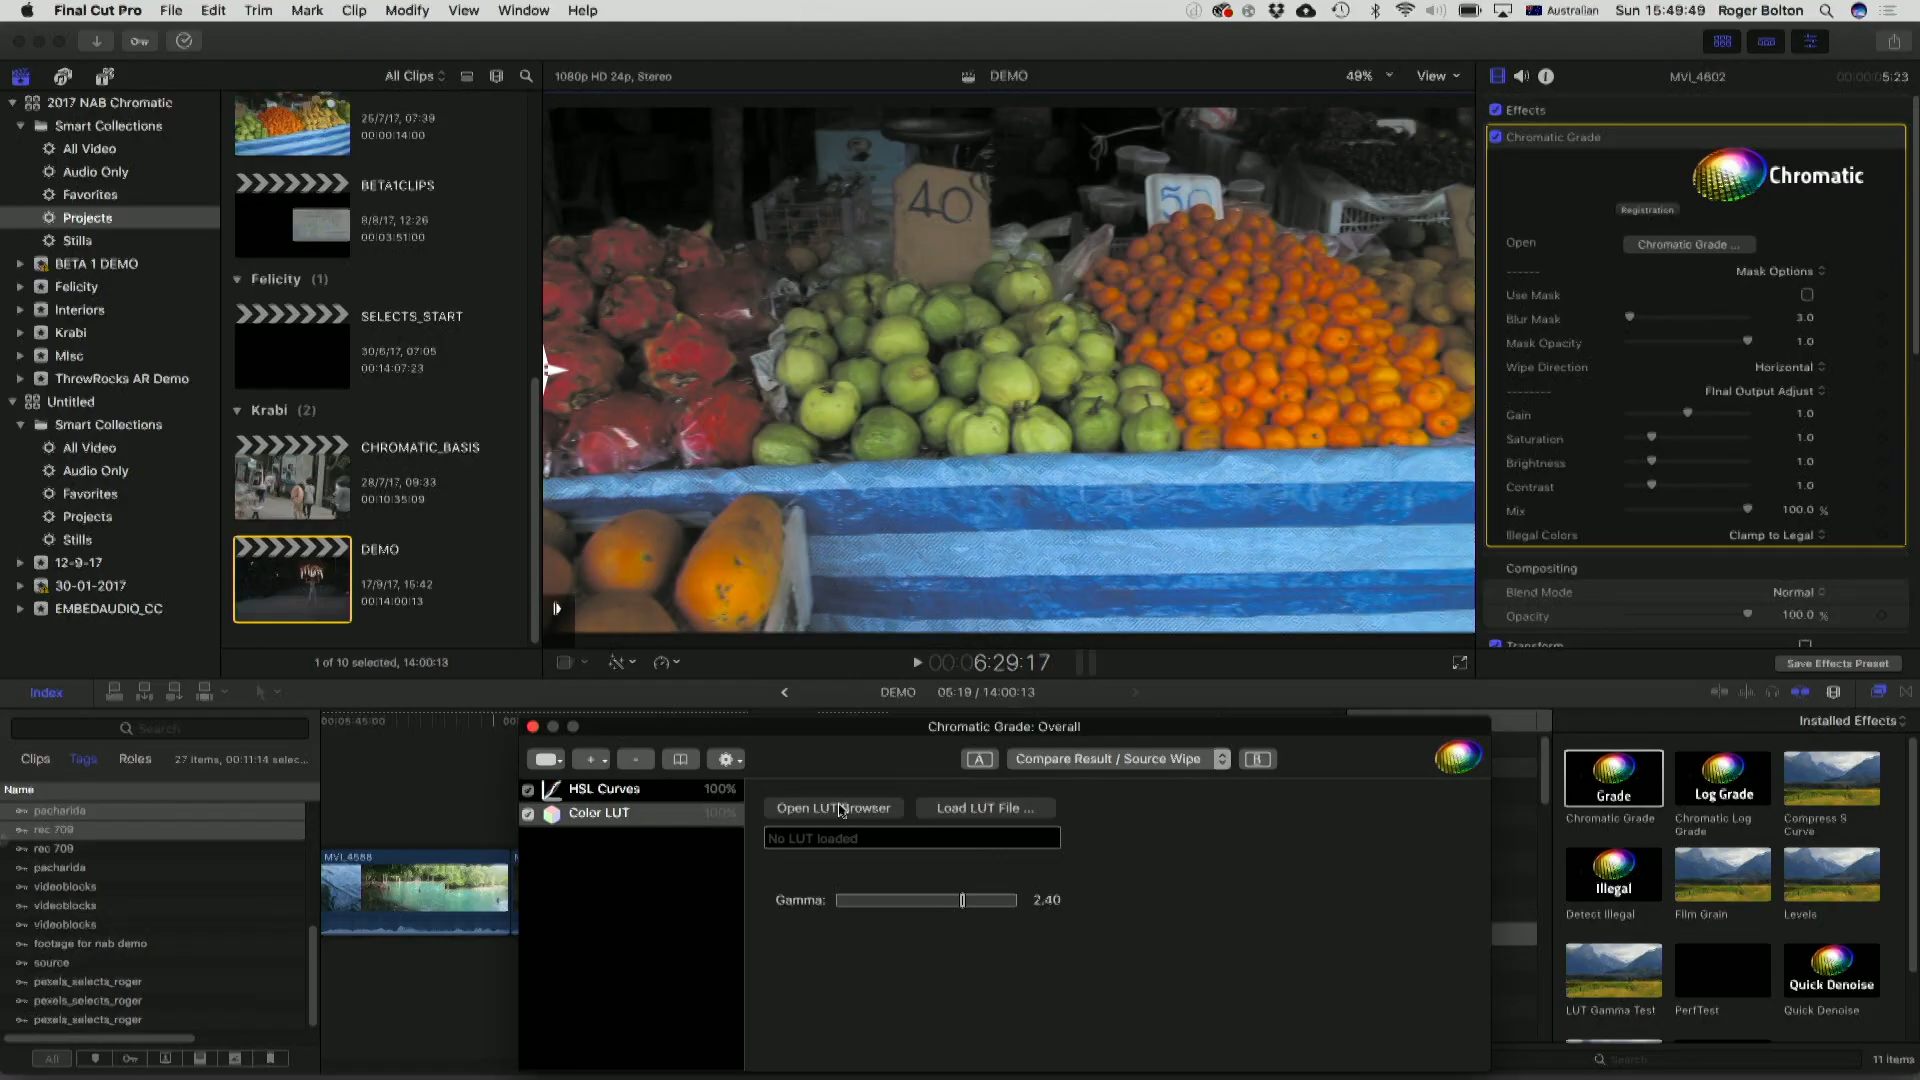 Final Cut Pro File Edit Trim Mark Clip Modify View Window Help
Australian Sun 15:49:49 Roger Bolton
All Clips
1080p HD 24p, Stereo
DEMO
49% View
MVI_4602
5:23
2017 NAB Chromatic
Smart Collections
All Video
Audio Only
Favorites
Projects
Stills
BETA 1 DEMO
Felicity
Interiors
Krabi
Misc
ThrowRocks AR Demo
Untitled
Smart Collections
All Video
Audio Only
Favorites
Projects
Stills
12-9-17
30-01-2017
EMBEDAUDIO_CC
25/7/17, 07:39
00:00:14:00
BETA1CLIPS
8/8/17, 12:26
00:03:51:00
Felicity (1)
SELECTS_START
30/6/17, 07:05
00:14:07:23
Krabi (2)
CHROMATIC_BASIS
28/7/17, 09:33
00:10:35:09
DEMO
17/9/17, 15:42
00:14:00:13
1 of 10 selected, 14:00:13
40
50
00:06:29:17
Effects
Chromatic Grade
Chromatic
Registration
Open Chromatic Grade ...
------ Mask Options
Use Mask
Blur Mask 3.0
Mask Opacity 1.0
Wipe Direction Horizontal
------- Final Output Adjust
Gain 1.0
Saturation 1.0
Brightness 1.0
Contrast 1.0
Mix 100.0 %
Illegal Colors Clamp to Legal
Compositing
Blend Mode Normal
Opacity 100.0 %
Transform
Save Effects Preset
Index
DEMO 05:19 / 14:00:13
Search
Clips Tags Roles 27 items, 00:11:14 selec...
Name
pacharida
rec 709
rec 709
pacharida
videoblocks
videoblocks
videoblocks
footage for nab demo
source
pexels_selects_roger
pexels_selects_roger
pexels_selects_roger
All
00:05:45:00
MVI_4588
Chromatic Grade: Overall
A Compare Result / Source Wipe B
HSL Curves 100%
Color LUT 100%
Open LUT Browser Load LUT File ...
No LUT loaded
Gamma: 2.40
Installed Effects
Grade
Log Grade
Chromatic Grade
Chromatic Log Grade
Compress S Curve
Illegal
Detect Illegal
Film Grain
Levels
Quick Denoise
LUT Gamma Test
PerfTest
Quick Denoise
Search
11 items